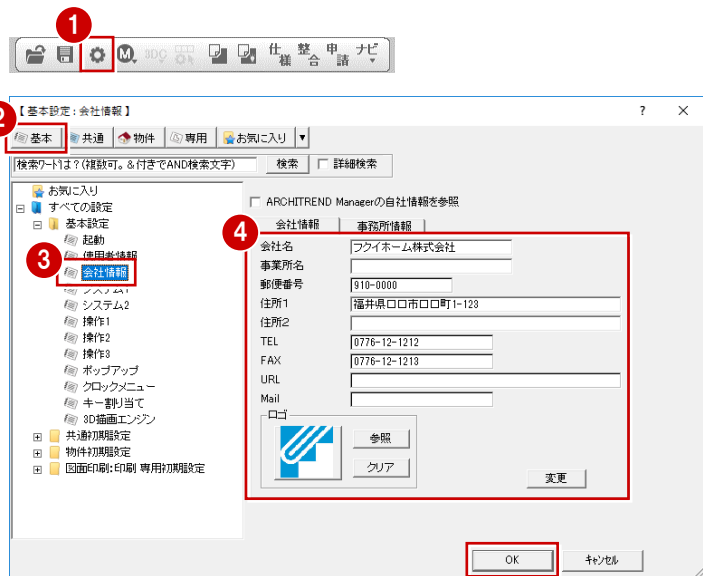 1
3DC
仕様 整合 申請 ナビ
【 基本設定 : 会社情報 】 ? ×
2
基本 共通 物件 専用 お気に入り ▼
検索ワードは？(複数可。&付きでAND検索文字) 検索 詳細検索
お気に入り
すべての設定
基本設定
起動
使用者情報
3
会社情報
システム1
システム2
操作1
操作2
操作3
ポップアップ
クロックメニュー
キー割り当て
3D描画エンジン
共通初期設定
物件初期設定
図面印刷:印刷 専用初期設定
ARCHITREND Managerの自社情報を参照
会社情報 事務所情報
4
会社名 フクイホーム株式会社
事業所名
郵便番号 910-0000
住所1 福井県口口市口口町1-123
住所2
TEL 0776-12-1212
FAX 0776-12-1213
URL
Mail
ロゴ
参照
クリア
変更
OK キャンセル